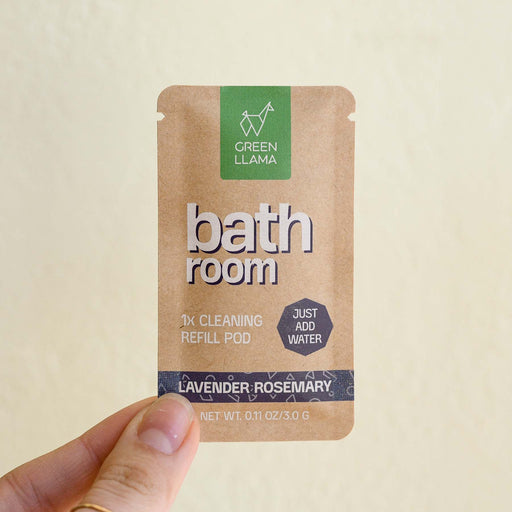 GREEN
LLAMA
bath
room
1x CLEANING
REFILL POD
JUST
ADD
WATER
LAVENDER ROSEMARY
NET WT. 0.11 OZ/3.0 G